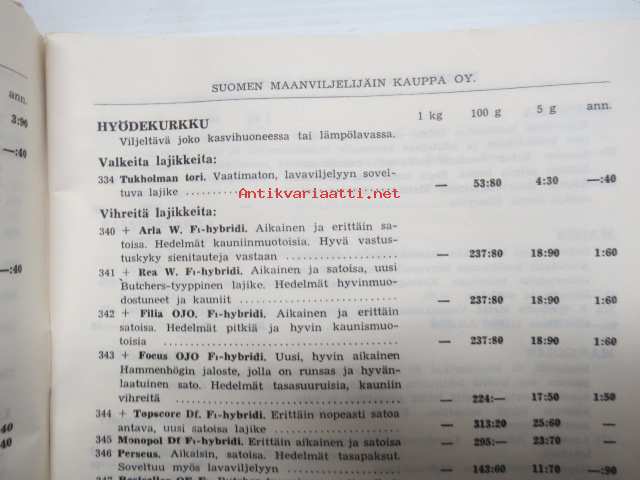 SUOMEN MAANVILJELIJÄIN KAUPPA OY.
ann.
3:90
—:40
—:40
40
40
1 kg 100 g 5 g ann.
HYÖDEKURKKU
Viljeltävä joko kasvihuoneessa tai lämpölavassa.
Valkeita lajikkeita:
334 Tukholman tori. Vaatimaton, lavaviljelyyn sovel-
tuva lajike — 53:80 4:30 —:40
Antikvariaatti.net
Vihreitä lajikkeita:
340 + Arla W. F1-hybridi. Aikainen ja erittäin sa-
toisa. Hedelmät kauniinmuotoisia. Hyvä vastus-
tuskyky sienitauteja vastaan — 237:80 18:90 1:60
341 + Rea W. F1-hybridi. Aikainen ja satoisa, uusi
Butchers-tyyppinen lajike. Hedelmät hyvinmuo-
dostuneet ja kauniit — 237:80 18:90 1:60
342 + Filia OJO. F1-hybridi. Aikainen ja erittäin
satoisa. Hedelmät pitkiä ja hyvin kaunismuo-
toisia — 237:80 18:90 1:60
343 + Focus OJO F1-hybridi. Uusi, hyvin aikainen
Hammenhögin jaloste, jolla on runsas ja hyvän-
laatuinen sato. Hedelmät tasasuuruisia, kauniin
vihreitä — 224:— 17:50 1:50
344 + Topscore Df. F1-hybridi. Erittäin nopeasti satoa
antava, uusi satoisa lajike — 313:20 25:60 —
345 Monopol Df F1-hybridi. Erittäin aikainen ja satoisa — 295:— 23:70 —
346 Perseus. Aikaisin, satoisa. Hedelmät tasapaksut.
Soveltuu myös lavaviljelyyn — 143:60 11:70 —:90